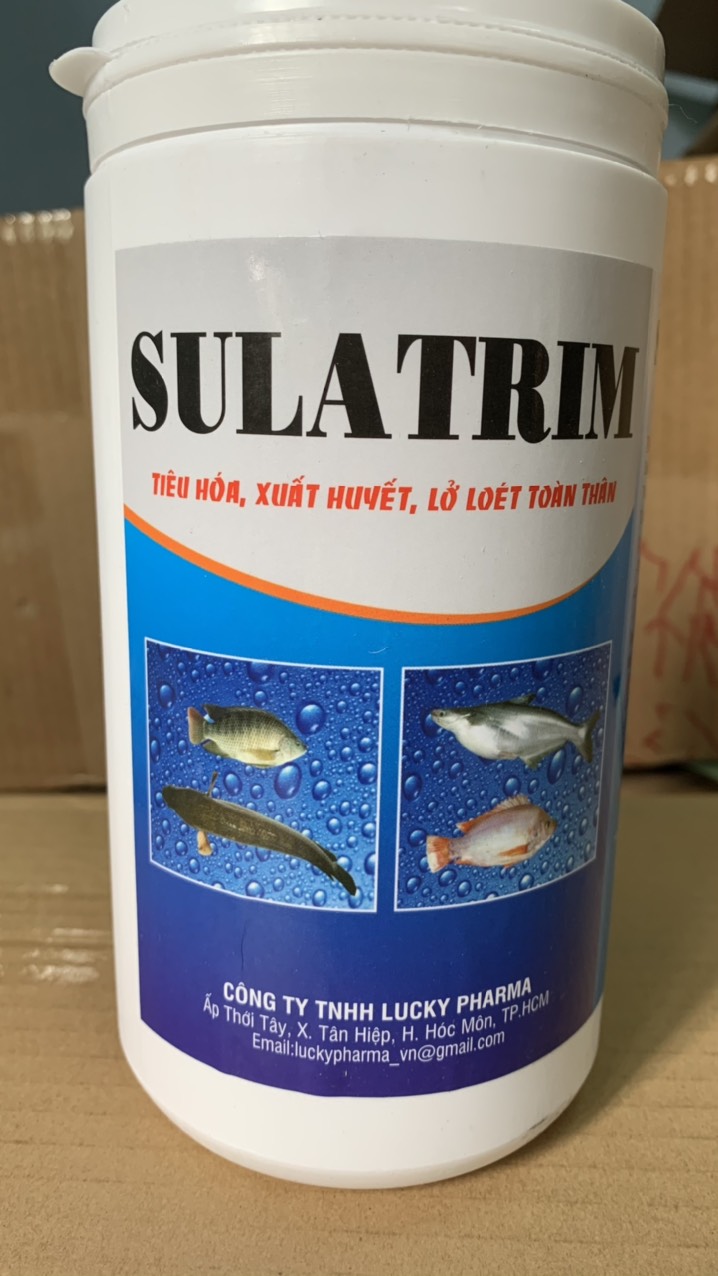 SULATRIM
TIÊU HÓA, XUẤT HUYẾT, LỞ LOÉT TOÀN THÂN
CÔNG TY TNHH LUCKY PHARMA
Ấp Thới Tây, X. Tân Hiệp, H. Hóc Môn, TP.HCM
Email:luckypharma_vn@gmail.com